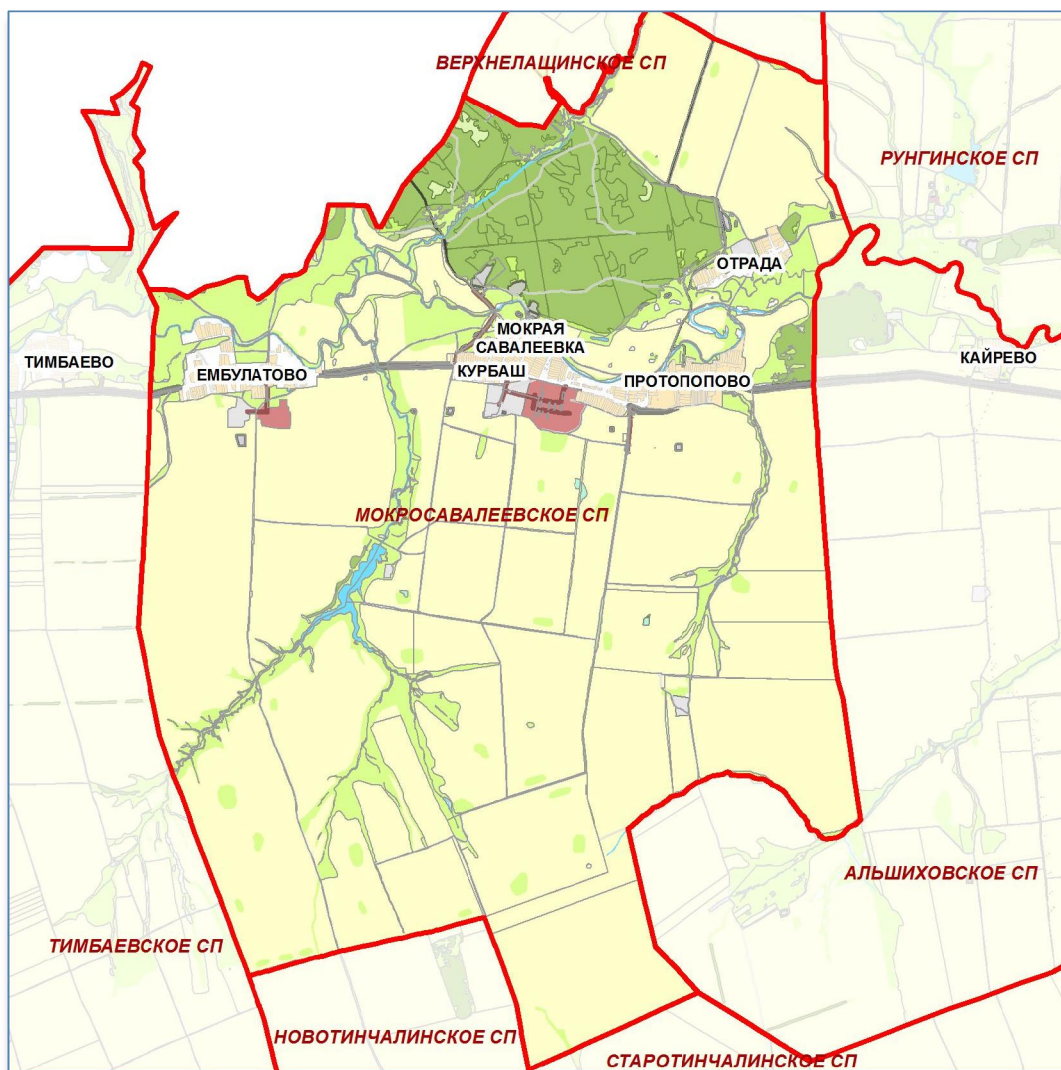 ВЕРХНЕЛАЩИНСКОЕ СП
РУНГИНСКОЕ СП
ОТРАДА
МОКРАЯ
САВАЛЕЕВКА
ТИМБАЕВО
КАЙРЕВО
ЕМБУЛАТОВО
КУРБАШ
ПРОТОПОПОВО
МОКРОСАВАЛЕЕВСКОЕ СП
АЛЬШИХОВСКОЕ СП
ТИМБАЕВСКОЕ СП
НОВОТИНЧАЛИНСКОЕ СП
СТАРОТИНЧАЛИНСКОЕ СП